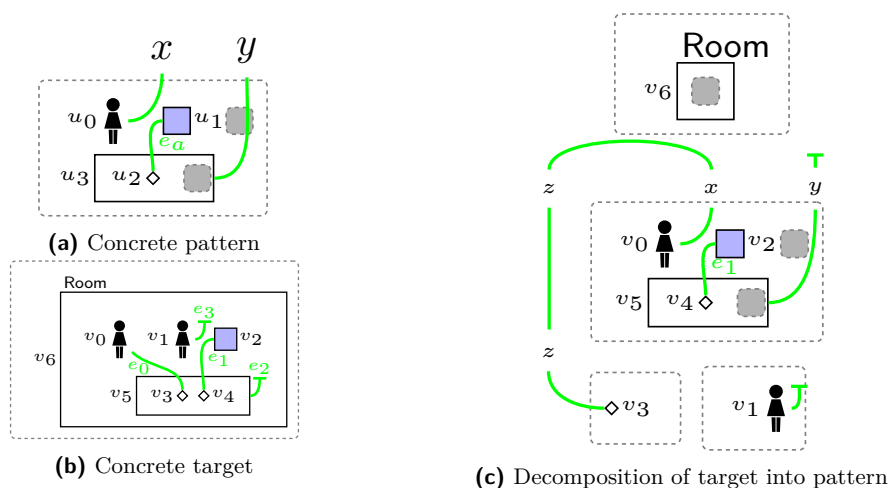 x y
u0 u1
ea
u3 u2
(a) Concrete pattern
Room
e3
v0 v1 v2
v6 e0 e1 e2
v5 v3 v4
(b) Concrete target
Room
v6
z x y
v0 v2
e1
v5 v4
z
v3 v1
(c) Decomposition of target into pattern